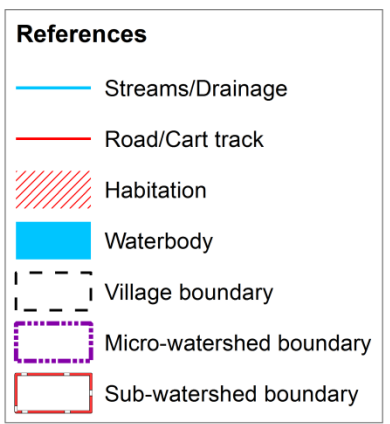 References
Streams/Drainage
Road/Cart track
Habitation
Waterbody
Village boundary
Micro-watershed boundary
Sub-watershed boundary